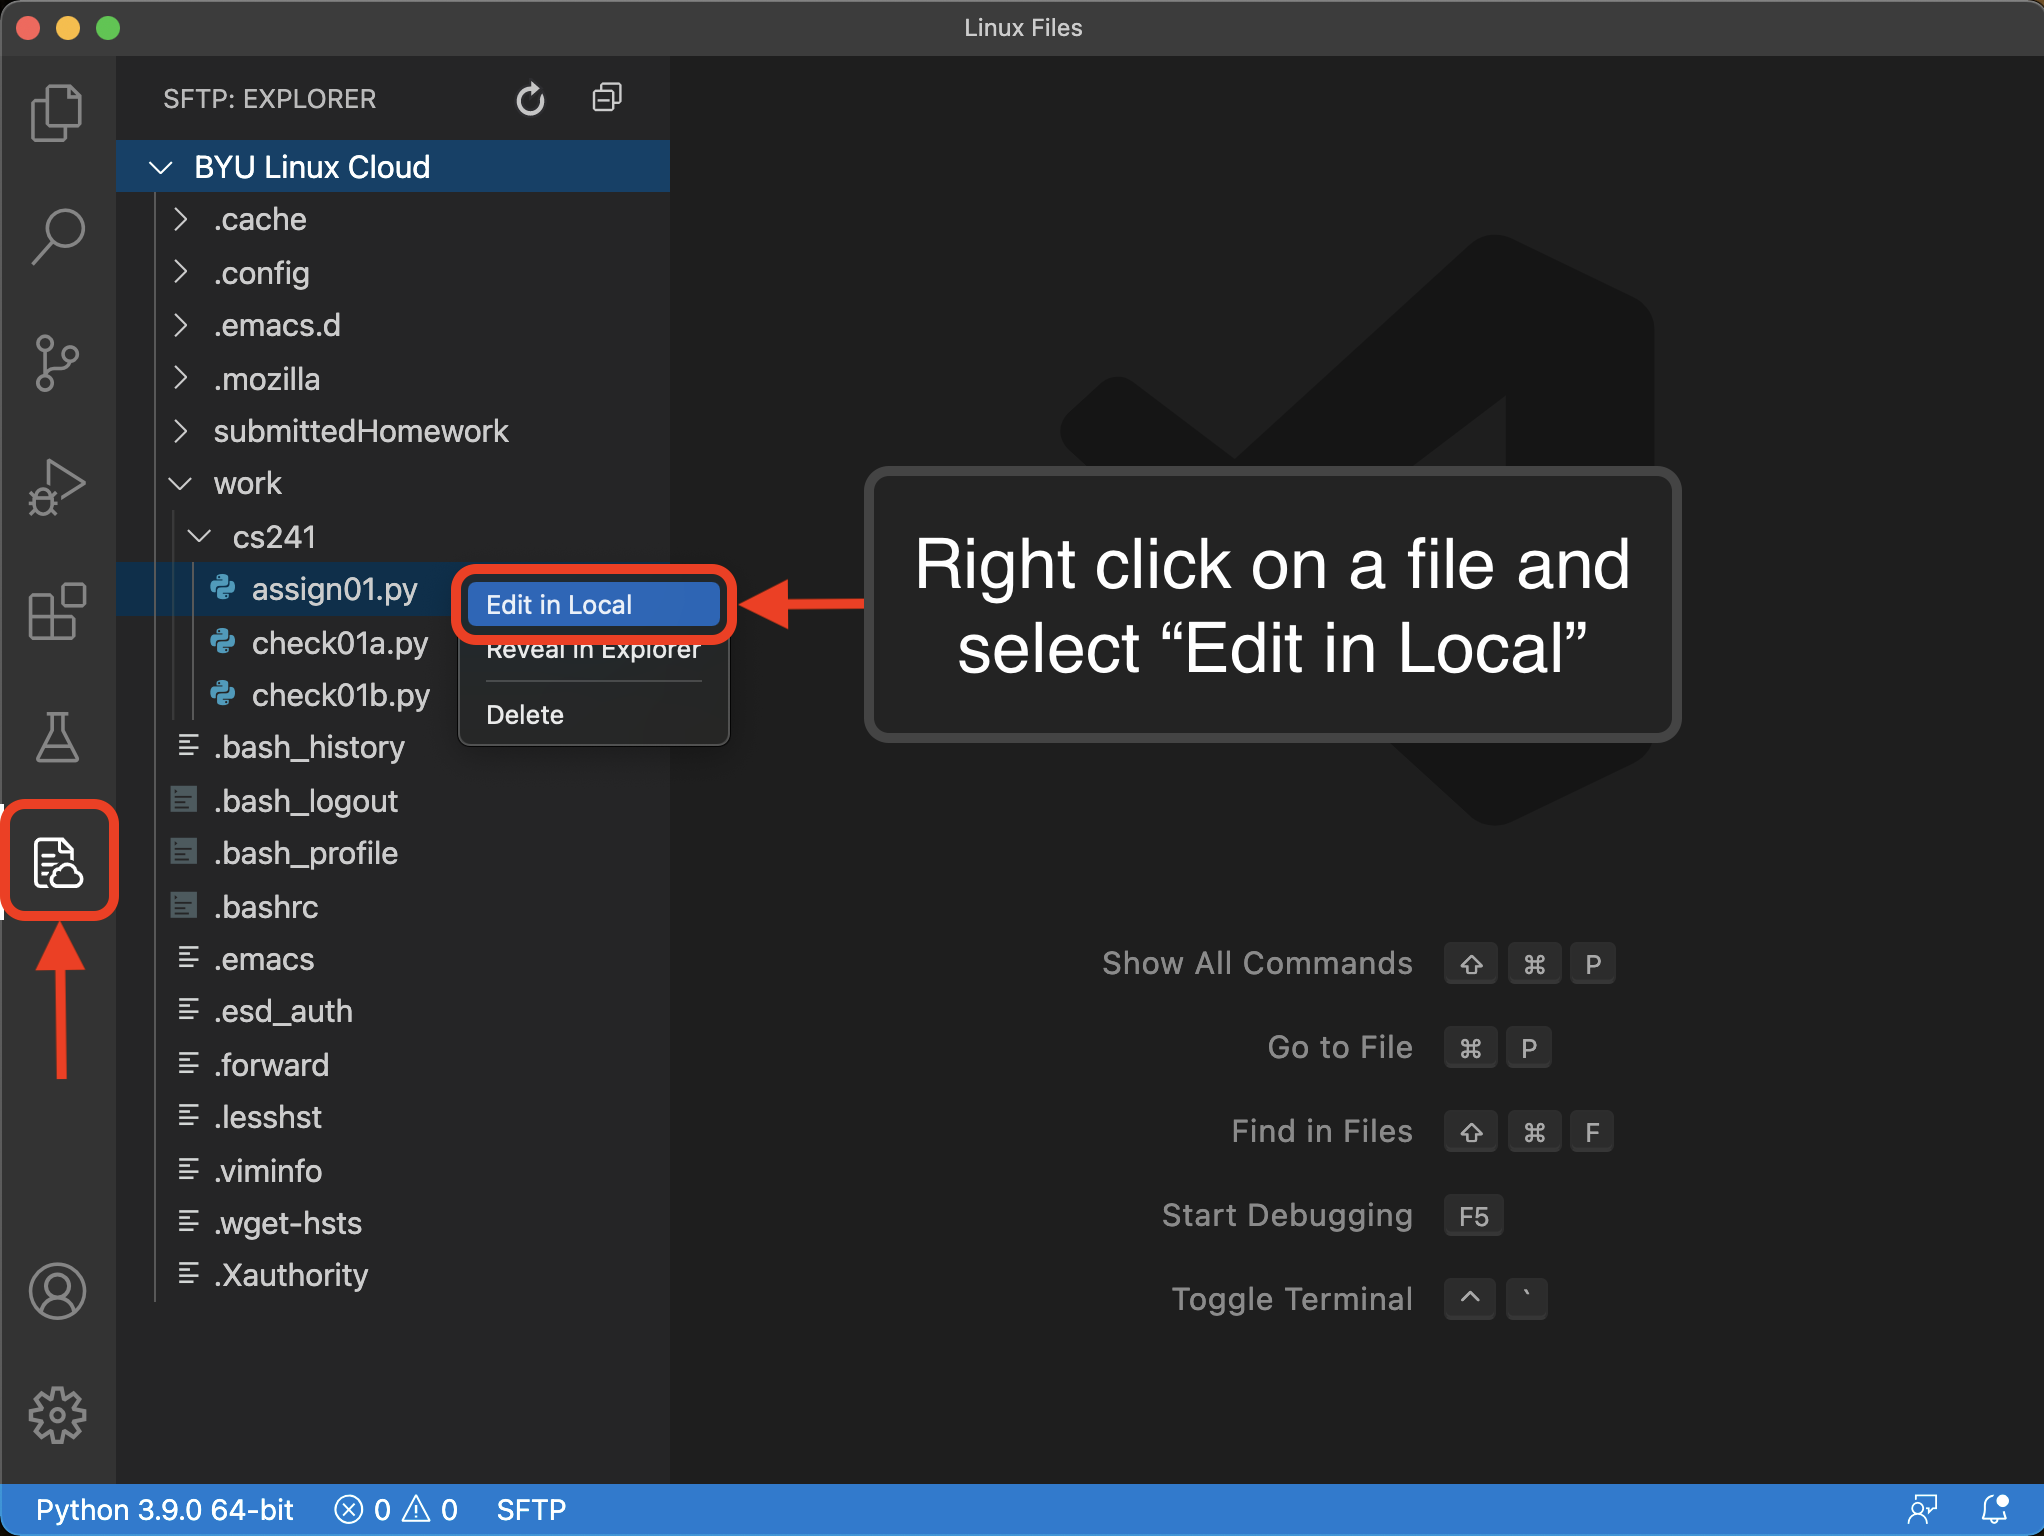 Linux Files
SFTP: EXPLORER
BYU Linux Cloud
.cache
.config
.emacs.d
.mozilla
submittedHomework
work
cs241
assign01.py
check01a.py
check01b.py
.bash_history
.bash_logout
.bash_profile
.bashrc
.emacs
.esd_auth
.forward
.lesshst
.viminfo
.wget-hsts
.Xauthority
Edit in Local
Reveal in Explorer
Delete
Right click on a file and
select “Edit in Local”
Show All Commands ⇧ ⌘ P
Go to File ⌘ P
Find in Files ⇧ ⌘ F
Start Debugging F5
Toggle Terminal ^ `
Python 3.9.0 64-bit 0 0 SFTP